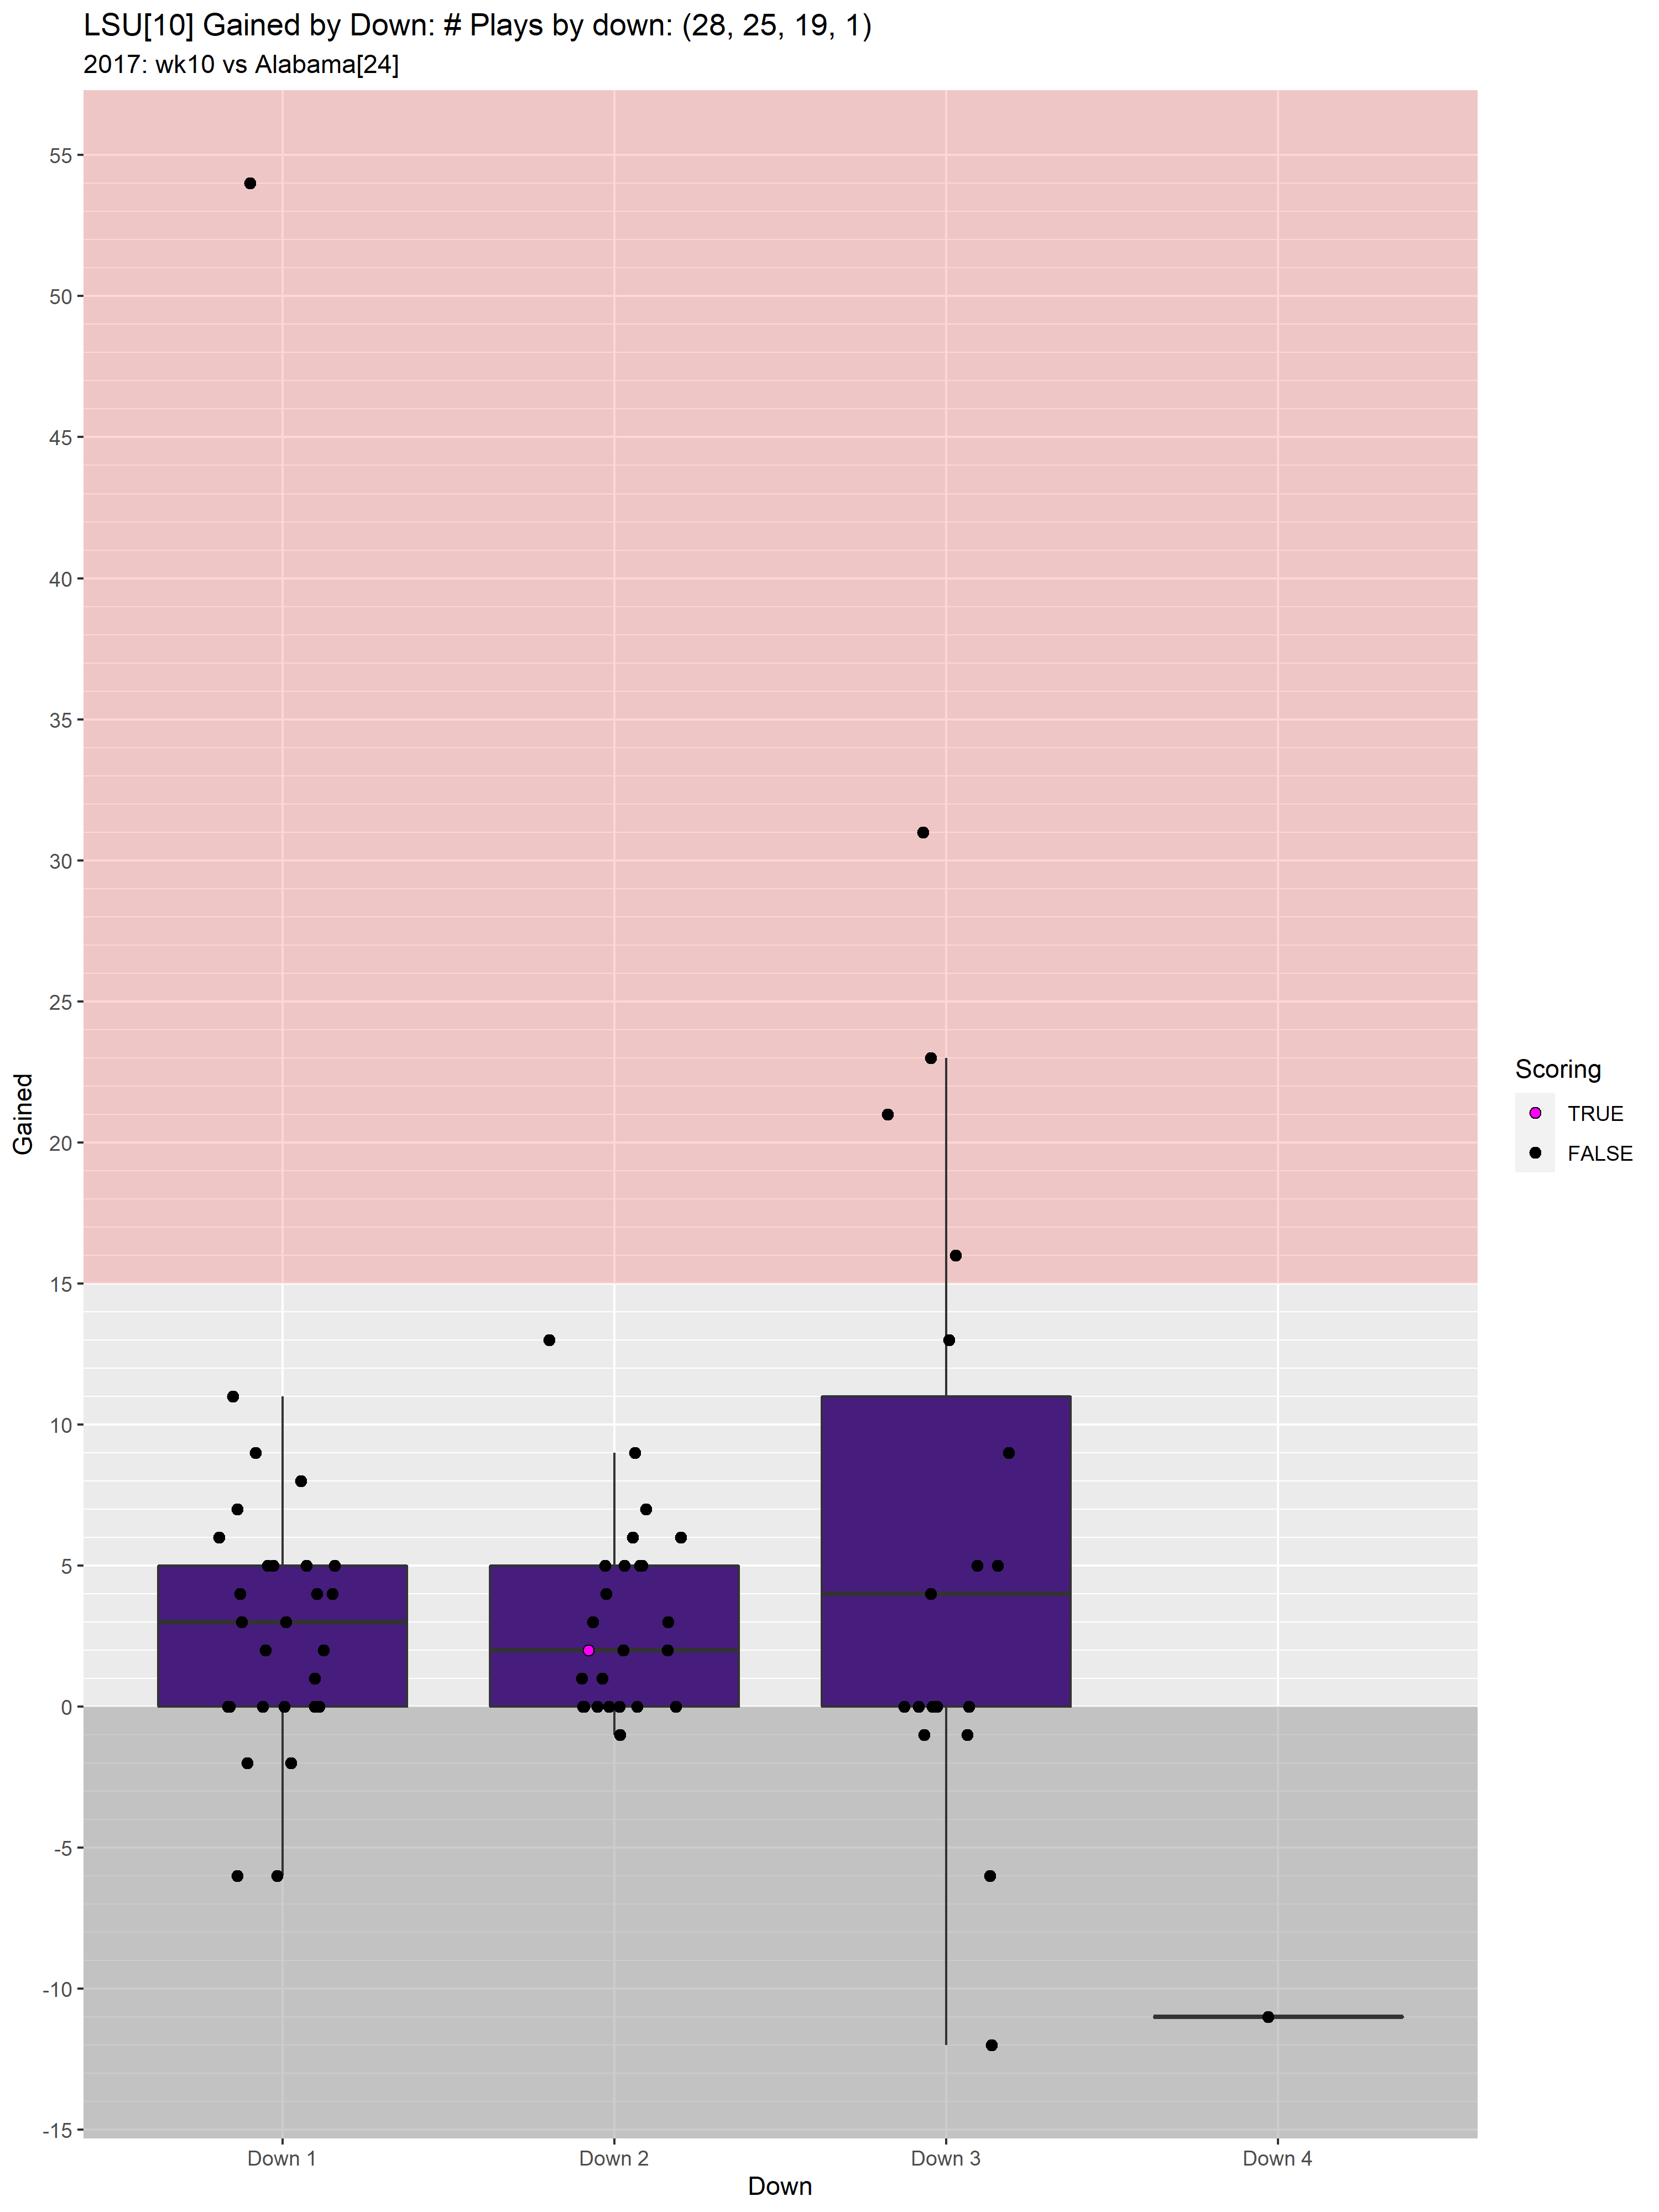 LSU[10] Gained by Down: # Plays by down: (28, 25, 19, 1)
2017: wk10 vs Alabama[24]
55
50
45
40
35
30
25
20
15
10
5
0
-5
-10
-15
Gained
Down 1
Down 2
Down 3
Down 4
Down
Scoring
TRUE
FALSE